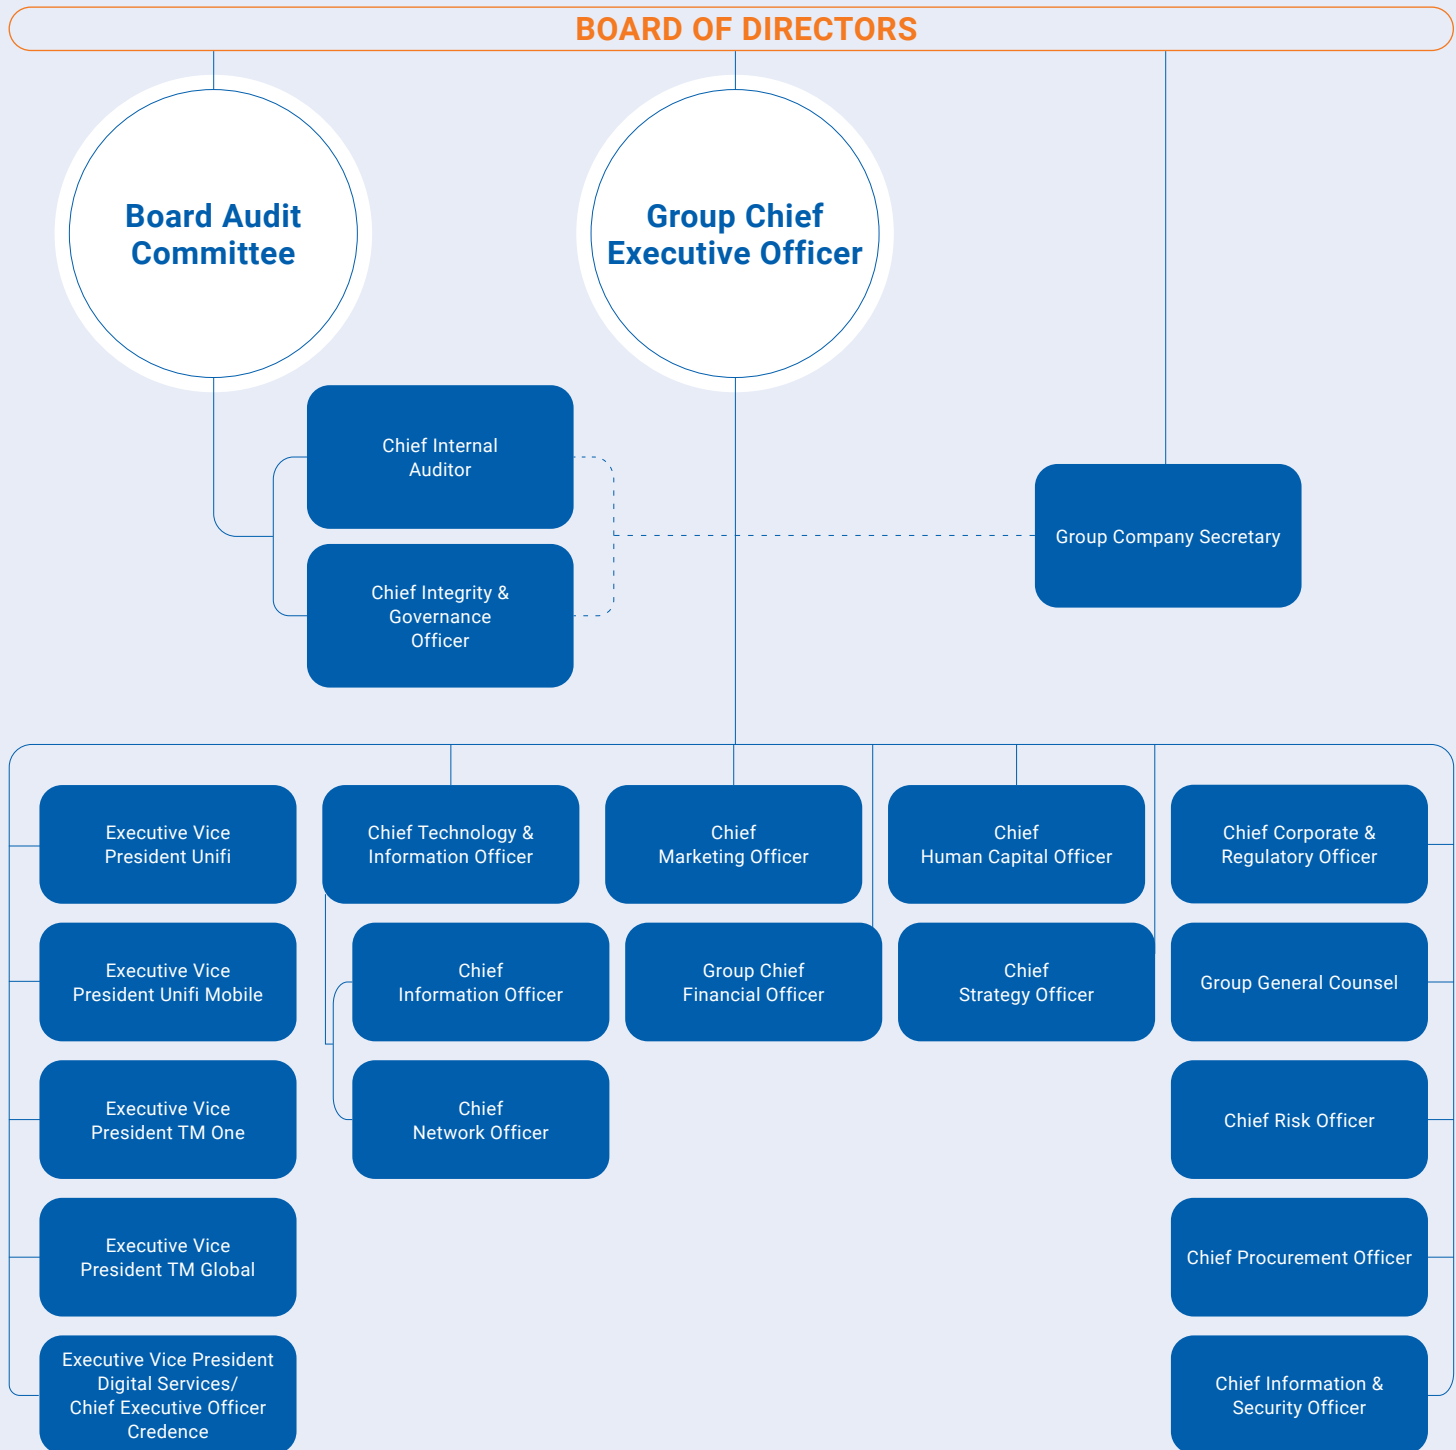 BOARD OF DIRECTORS
Board Audit
Committee
Group Chief
Executive Officer
Chief Internal
Auditor
Chief Integrity &
Governance
Officer
Group Company Secretary
Executive Vice
President Unifi
Chief Technology &
Information Officer
Chief
Marketing Officer
Chief
Human Capital Officer
Chief Corporate &
Regulatory Officer
Executive Vice
President Unifi Mobile
Chief
Information Officer
Group Chief
Financial Officer
Chief
Strategy Officer
Group General Counsel
Executive Vice
President TM One
Chief
Network Officer
Chief Risk Officer
Executive Vice
President TM Global
Chief Procurement Officer
Executive Vice President
Digital Services/
Chief Executive Officer
Credence
Chief Information &
Security Officer